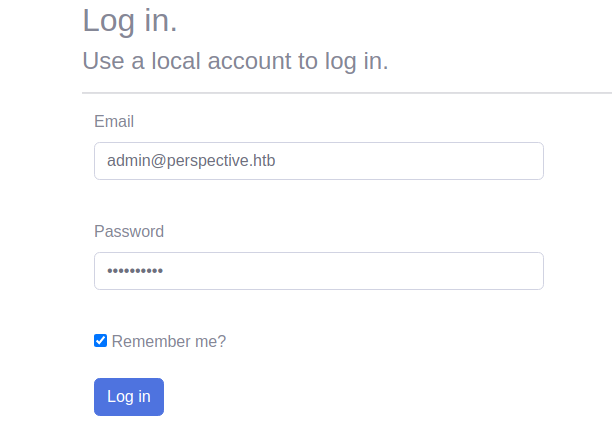 Log in.
Use a local account to log in.
Email
admin@perspective.htb
Password
••••••••••
Remember me?
Log in